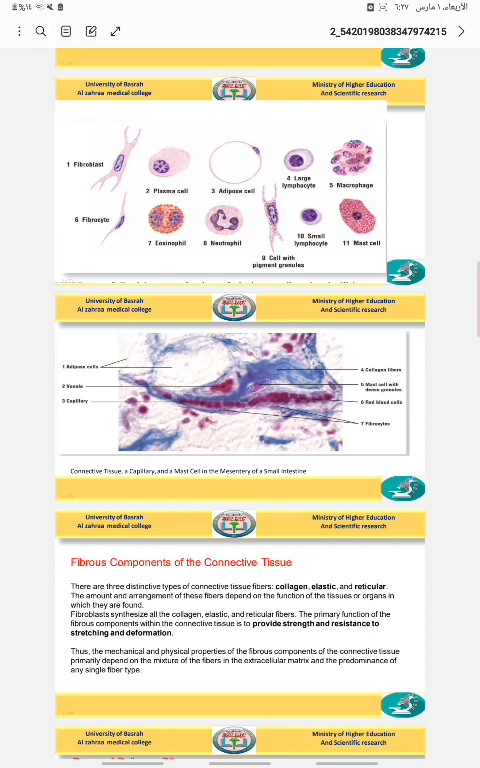 %١٤
الأربعاء، ١ مارس ٦:٢٧
2_5420198038347974215
University of Basrah
Al zahraa medical college
Ministry of Higher Education
And Scientific research
1 Fibroblast
2 Plasma cell
3 Adipose cell
4 Large
lymphocyte
5 Macrophage
6 Fibrocyte
7 Eosinophil
8 Neutrophil
9 Cell with
pigment granules
10 Small
lymphocyte
11 Mast cell
University of Basrah
Al zahraa medical college
Ministry of Higher Education
And Scientific research
1 Adipose cells
2 Venule
3 Capillary
4 Collagen fibers
5 Mast cell with
dense granules
6 Red blood cells
7 Fibrocytes
Connective Tissue, a Capillary, and a Mast Cell in the Mesentery of a Small Intestine
University of Basrah
Al zahraa medical college
Ministry of Higher Education
And Scientific research
Fibrous Components of the Connective Tissue
There are three distinctive types of connective tissue fibers: collagen, elastic, and reticular.
The amount and arrangement of these fibers depend on the function of the tissues or organs in
which they are found.
Fibroblasts synthesize all the collagen, elastic, and reticular fibers. The primary function of the
fibrous components within the connective tissue is to provide strength and resistance to
stretching and deformation.
Thus, the mechanical and physical properties of the fibrous components of the connective tissue
primarily depend on the mixture of the fibers in the extracellular matrix and the predominance of
any single fiber type.
University of Basrah
Al zahraa medical college
Ministry of Higher Education
And Scientific research